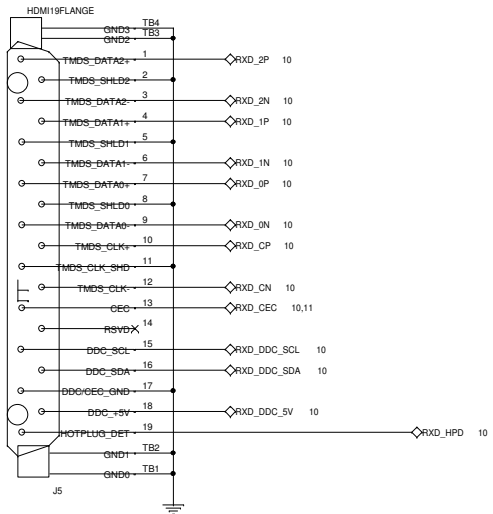 HDMI19FLANGE
GND3 TB4
GND2 TB3
TMDS_DATA2+ 1 RXD_2P 10
TMDS_SHLD2 2
TMDS_DATA2- 3 RXD_2N 10
TMDS_DATA1+ 4 RXD_1P 10
TMDS_SHLD1 5
TMDS_DATA1- 6 RXD_1N 10
TMDS_DATA0+ 7 RXD_0P 10
TMDS_SHLD0 8
TMDS_DATA0- 9 RXD_0N 10
TMDS_CLK+ 10 RXD_CP 10
TMDS_CLK_SHD 11
TMDS_CLK- 12 RXD_CN 10
CEC 13 RXD_CEC 10,11
RSVD 14
DDC_SCL 15 RXD_DDC_SCL 10
DDC_SDA 16 RXD_DDC_SDA 10
DDC/CEC_GND 17
DDC_+5V 18 RXD_DDC_5V 10
HOTPLUG_DET 19 RXD_HPD 10
GND1 TB2
GND0 TB1
J5